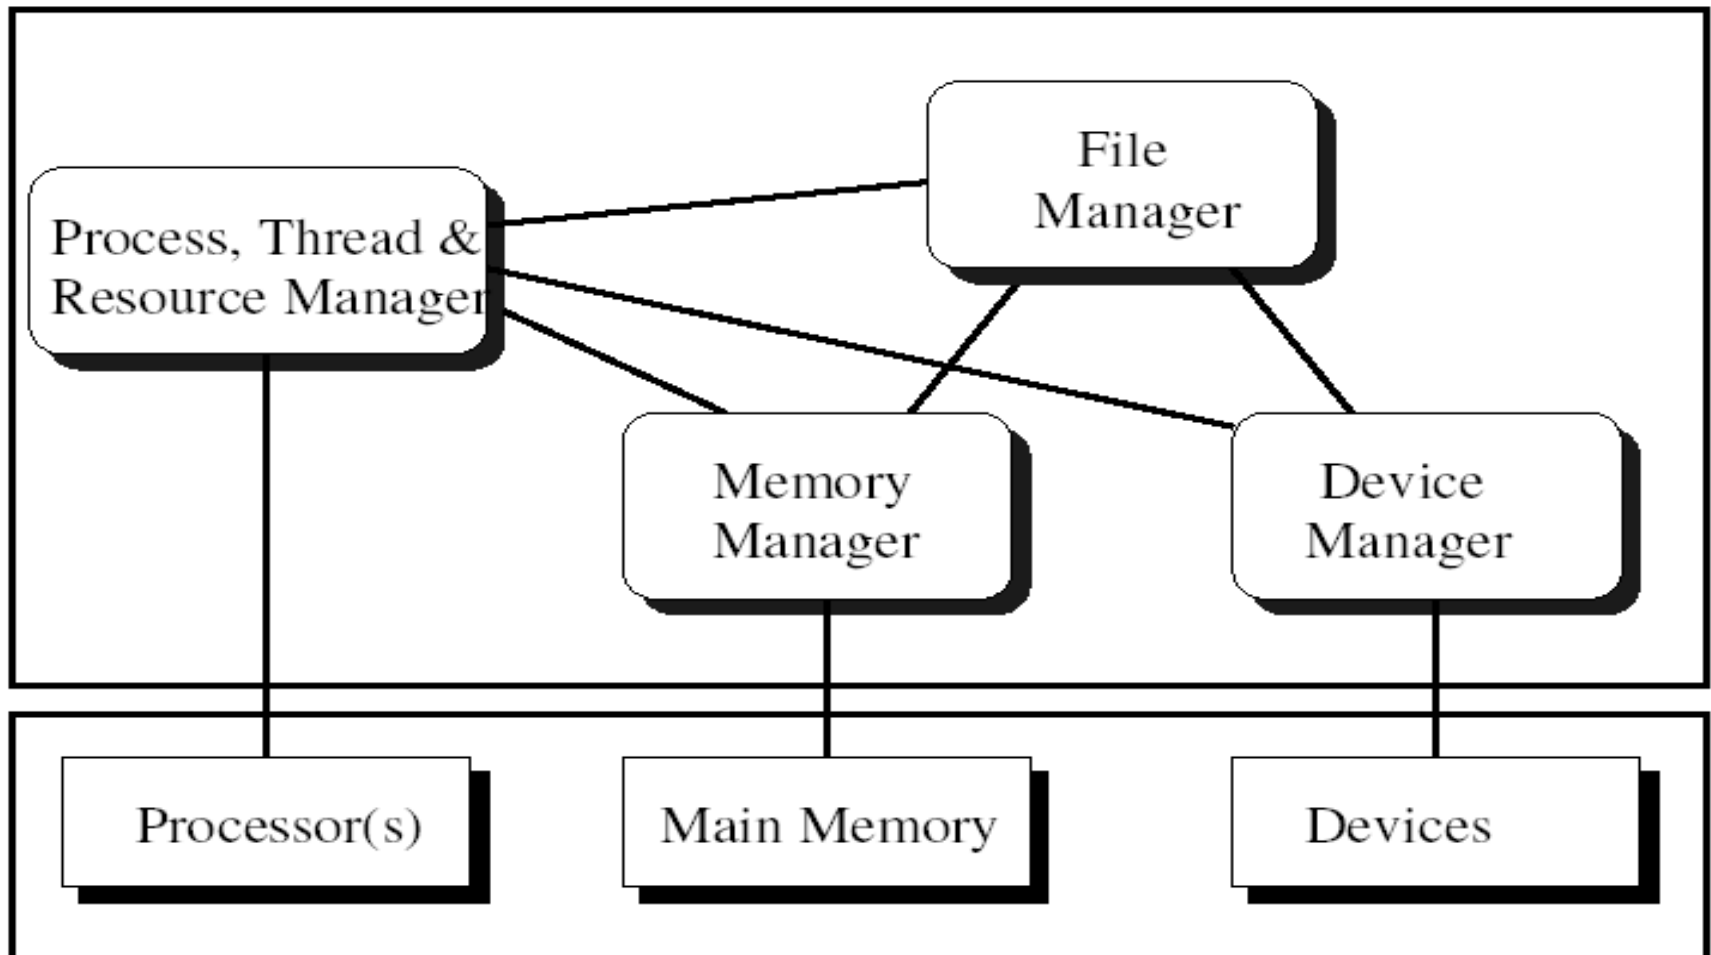 File
Manager
Process, Thread &
Resource Manager
Memory
Manager
Device
Manager
Processor(s)
Main Memory
Devices